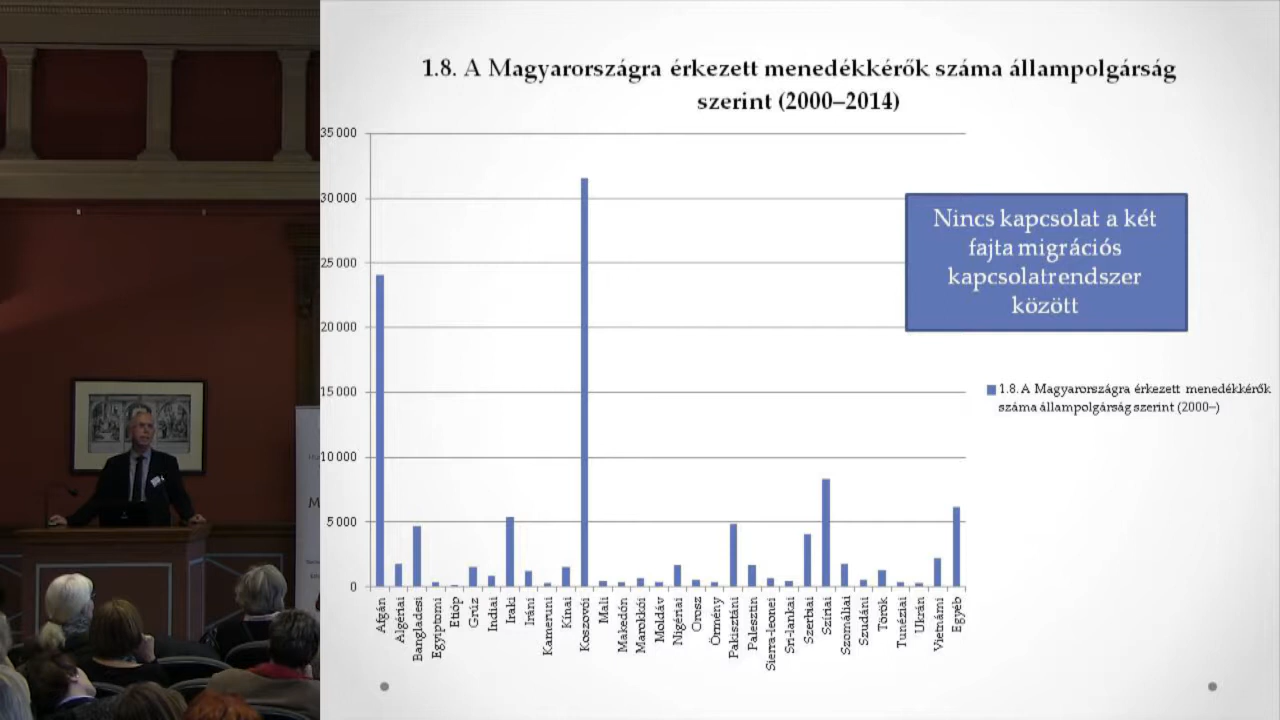 1.8. A Magyarországra érkezett menedékkérők száma állampolgárság
szerint (2000–2014)
35 000
30 000
25 000
20 000
15 000
10 000
5 000
0
Nincs kapcsolat a két
fajta migrációs
kapcsolatrendszer
között
1.8. A Magyarországra érkezett menedékkérők
száma állampolgárság szerint (2000–)
Afgán
Algériai
Bangladesi
Egyiptomi
Etióp
Grúz
Indiai
Iraki
Iráni
Kameruni
Kínai
Koszovói
Mali
Makedón
Marokkói
Moldáv
Nigériai
Orosz
Örmény
Pakisztáni
Palesztin
Sierra-leonei
Srí-lankai
Szerbiai
Szíriai
Szomáliai
Szudáni
Török
Tunéziai
Ukrán
Vietnámi
Egyéb
M